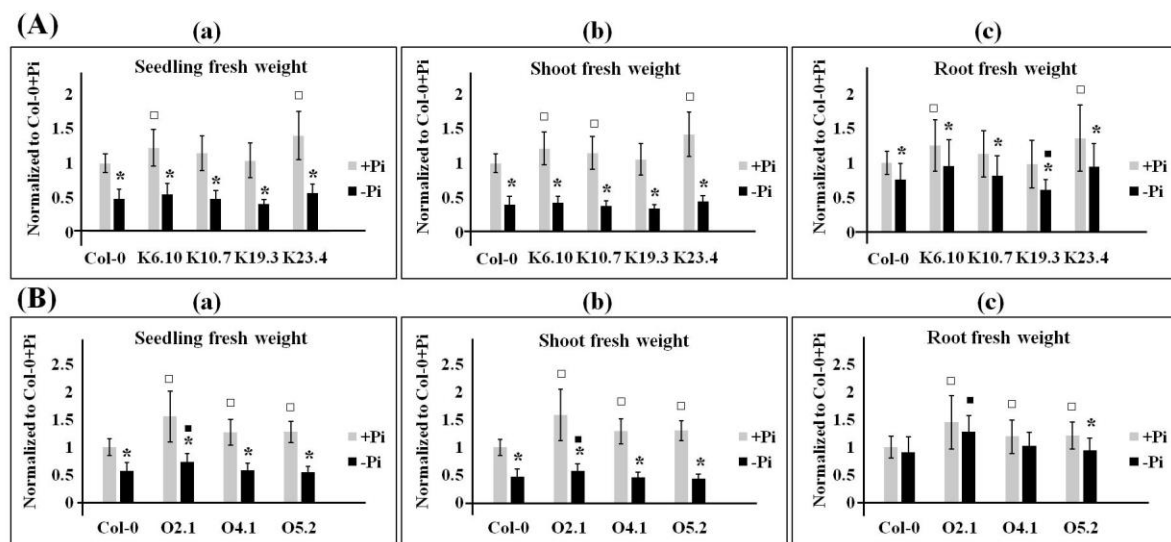 (A)
(a)
(b)
(c)
Seedling fresh weight
Normalized to Col-0+Pi
2
1.5
1
0.5
0
* * * * *
+Pi
-Pi
Col-0 K6.10 K10.7 K19.3 K23.4
Shoot fresh weight
Normalized to Col-0+Pi
2
1.5
1
0.5
0
* * * * *
+Pi
-Pi
Col-0 K6.10 K10.7 K19.3 K23.4
Root fresh weight
Normalized to Col-0+Pi
2
1.5
1
0.5
0
* * * * *
+Pi
-Pi
Col-0 K6.10 K10.7 K19.3 K23.4
(B)
(a)
(b)
(c)
Seedling fresh weight
Normalized to Col-0+Pi
2.5
2
1.5
1
0.5
0
* * * *
+Pi
-Pi
Col-0 O2.1 O4.1 O5.2
Shoot fresh weight
Normalized to Col-0+Pi
2.5
2
1.5
1
0.5
0
* * * *
+Pi
-Pi
Col-0 O2.1 O4.1 O5.2
Root fresh weight
Normalized to Col-0+Pi
2.5
2
1.5
1
0.5
0
*
+Pi
-Pi
Col-0 O2.1 O4.1 O5.2